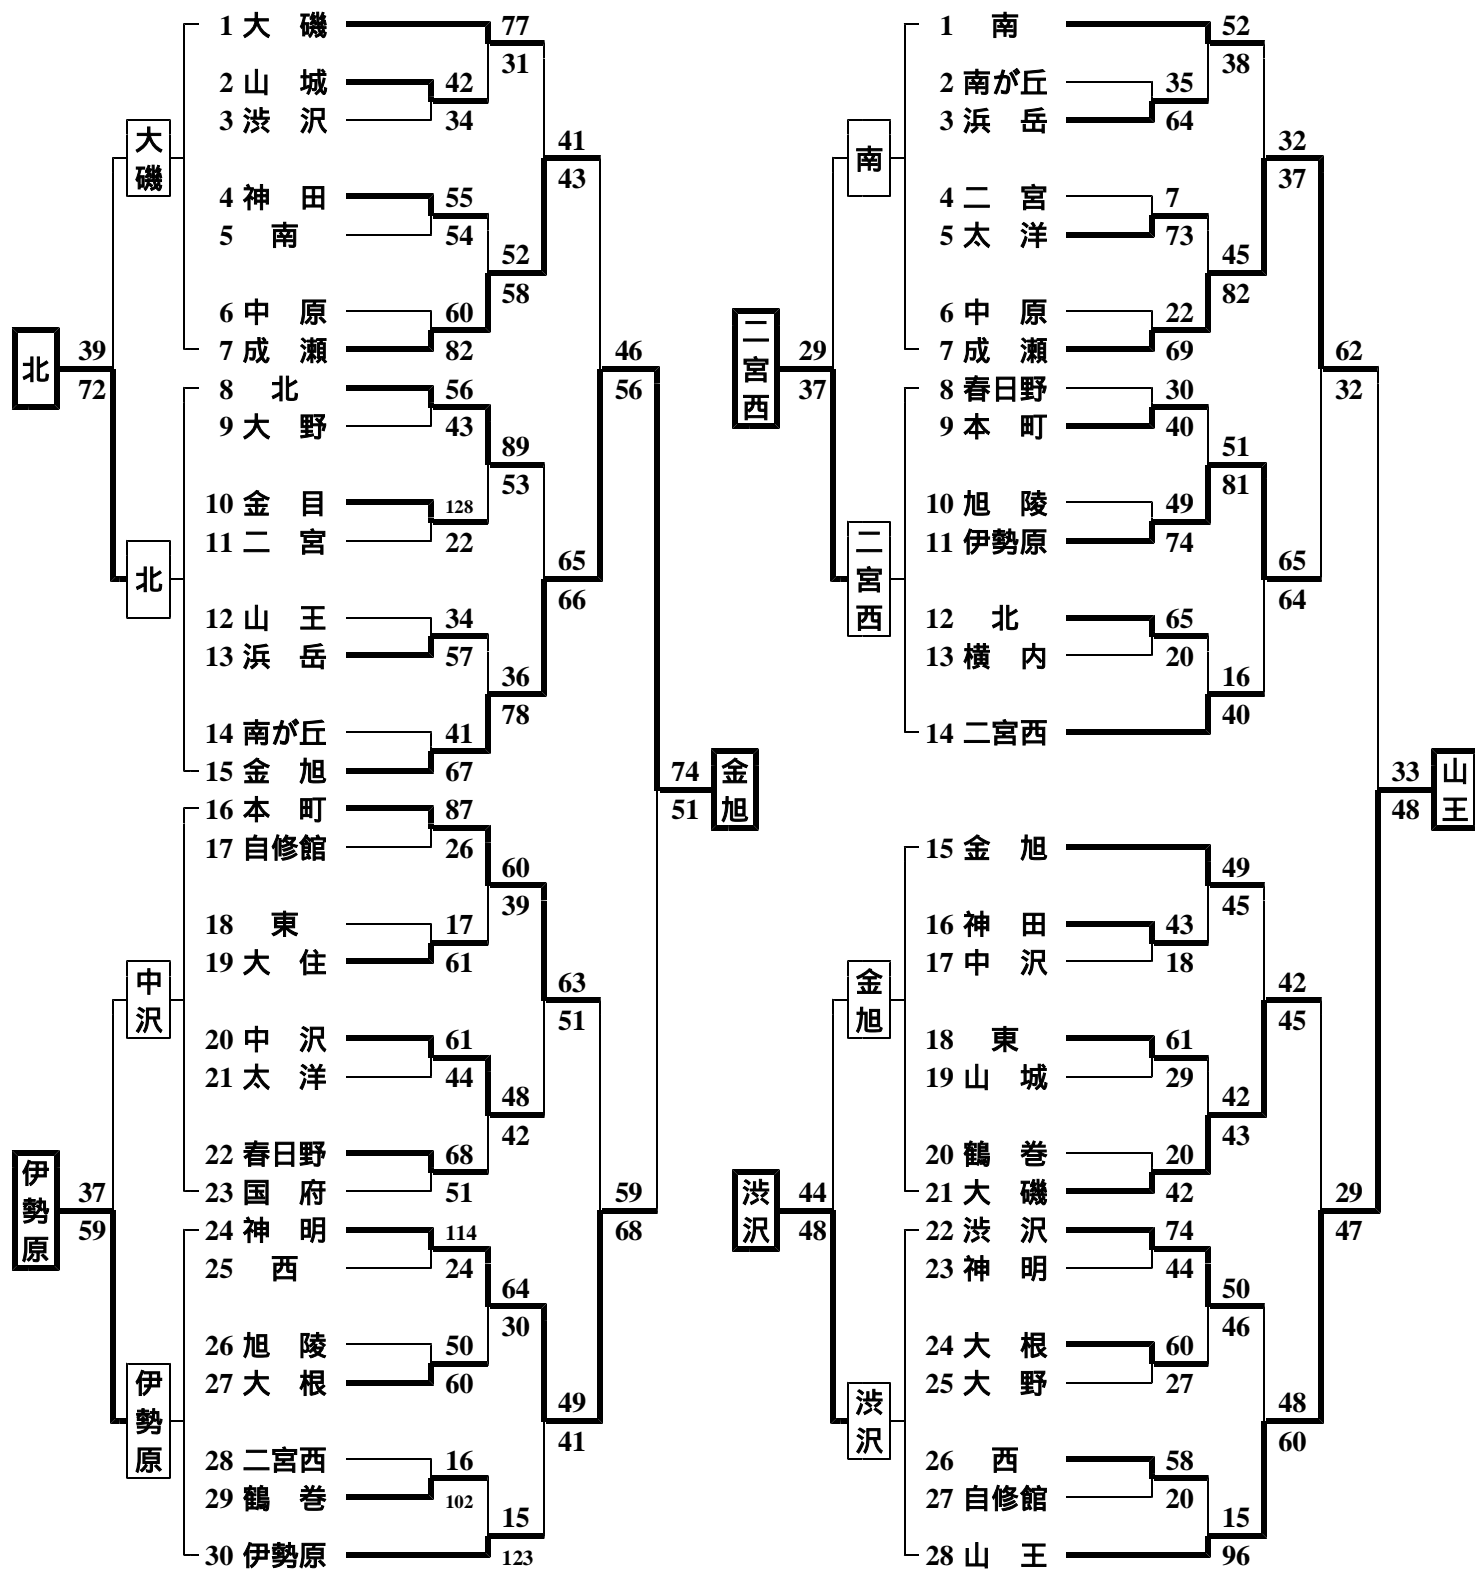 1 大 磯 77
31
2 山 城 42
3 渋 沢 34
大磯
41
43
4 神 田 55
5 南 54
52
58
6 中 原 60
7 成 瀬 82
北 39
72
46
56
8 北 56
9 大 野 43
89
53
10 金 目 128
11 二 宮 22
北
65
66
12 山 王 34
13 浜 岳 57
36
78
14 南が丘 41
15 金 旭 67
74
51
金旭
16 本 町 87
17 自修館 26
60
39
18 東 17
19 大 住 61
中沢
63
51
20 中 沢 61
21 太 洋 44
48
42
22 春日野 68
23 国 府 51
伊勢原 37
59
59
68
24 神 明 114
25 西 24
64
30
26 旭 陵 50
27 大 根 60
伊勢原
49
41
28 二宮西 16
29 鶴 巻 102
15
30 伊勢原 123
1 南 52
38
2 南が丘 35
3 浜 岳 64
南
32
37
4 二 宮 7
5 太 洋 73
45
82
6 中 原 22
7 成 瀬 69
二宮西 29
37
62
32
8 春日野 30
9 本 町 40
51
81
10 旭 陵 49
11 伊勢原 74
二宮西
65
64
12 北 65
13 横 内 20
16
40
14 二宮西
33
48
山王
15 金 旭 49
45
16 神 田 43
17 中 沢 18
金旭
42
45
18 東 61
19 山 城 29
42
43
20 鶴 巻 20
21 大 磯 42
渋沢 44
48
29
47
22 渋 沢 74
23 神 明 44
50
46
24 大 根 60
25 大 野 27
渋沢
48
60
26 西 58
27 自修館 20
15
28 山 王 96